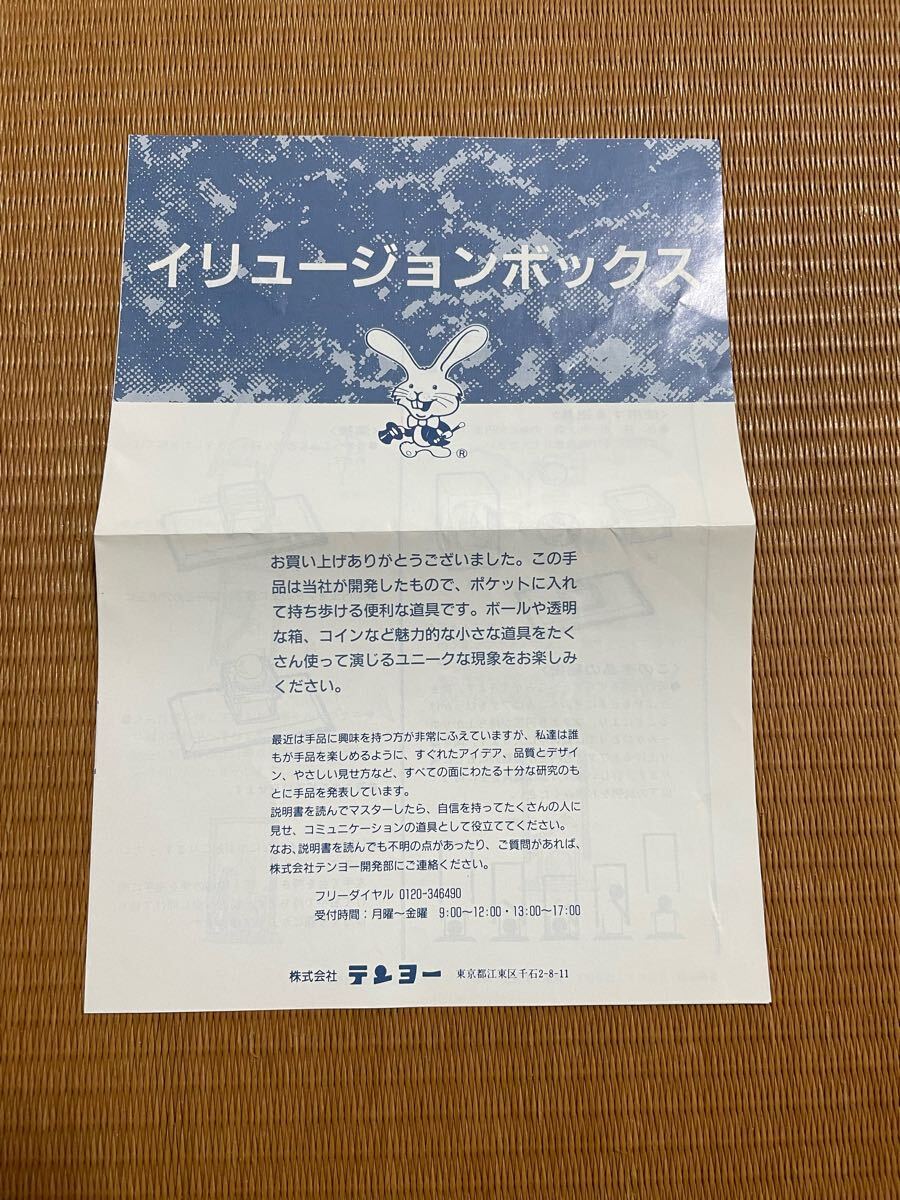 イリュージョンボックス
®
お買い上げありがとうございました。この手
品は当社が開発したもので、ポケットに入れ
て持ち歩ける便利な道具です。ボールや透明
な箱、コインなど魅力的な小さな道具をたく
さん使って演じるユニークな現象をお楽しみ
ください。
最近は手品に興味を持つ方が非常にふえていますが、私達は誰
もが手品を楽しめるように、すぐれたアイデア、品質とデザイ
ン、やさしい見せ方など、すべての面にわたる十分な研究のも
とに手品を発表しています。
説明書を読んでマスターしたら、自信を持ってたくさんの人に
見せ、コミュニケーションの道具として役立ててください。
なお、説明書を読んでも不明の点があったり、ご質問があれば、
株式会社テンヨー開発部にご連絡ください。
フリーダイヤル 0120-346490
受付時間：月曜〜金曜 9:00〜12:00・13:00〜17:00
株式会社 テンヨー 東京都江東区千石2-8-11